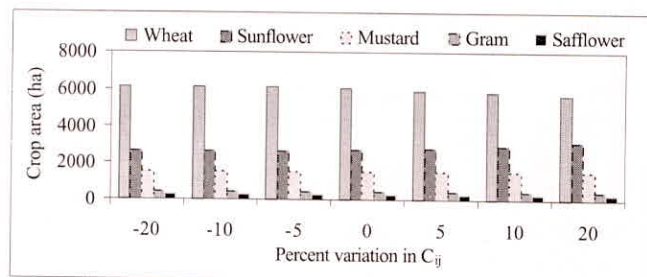 Wheat Sunflower Mustard Gram Safflower
8000
6000
4000
2000
0
Crop area (ha)
-20 -10 -5 0 5 10 20
Percent variation in Cij